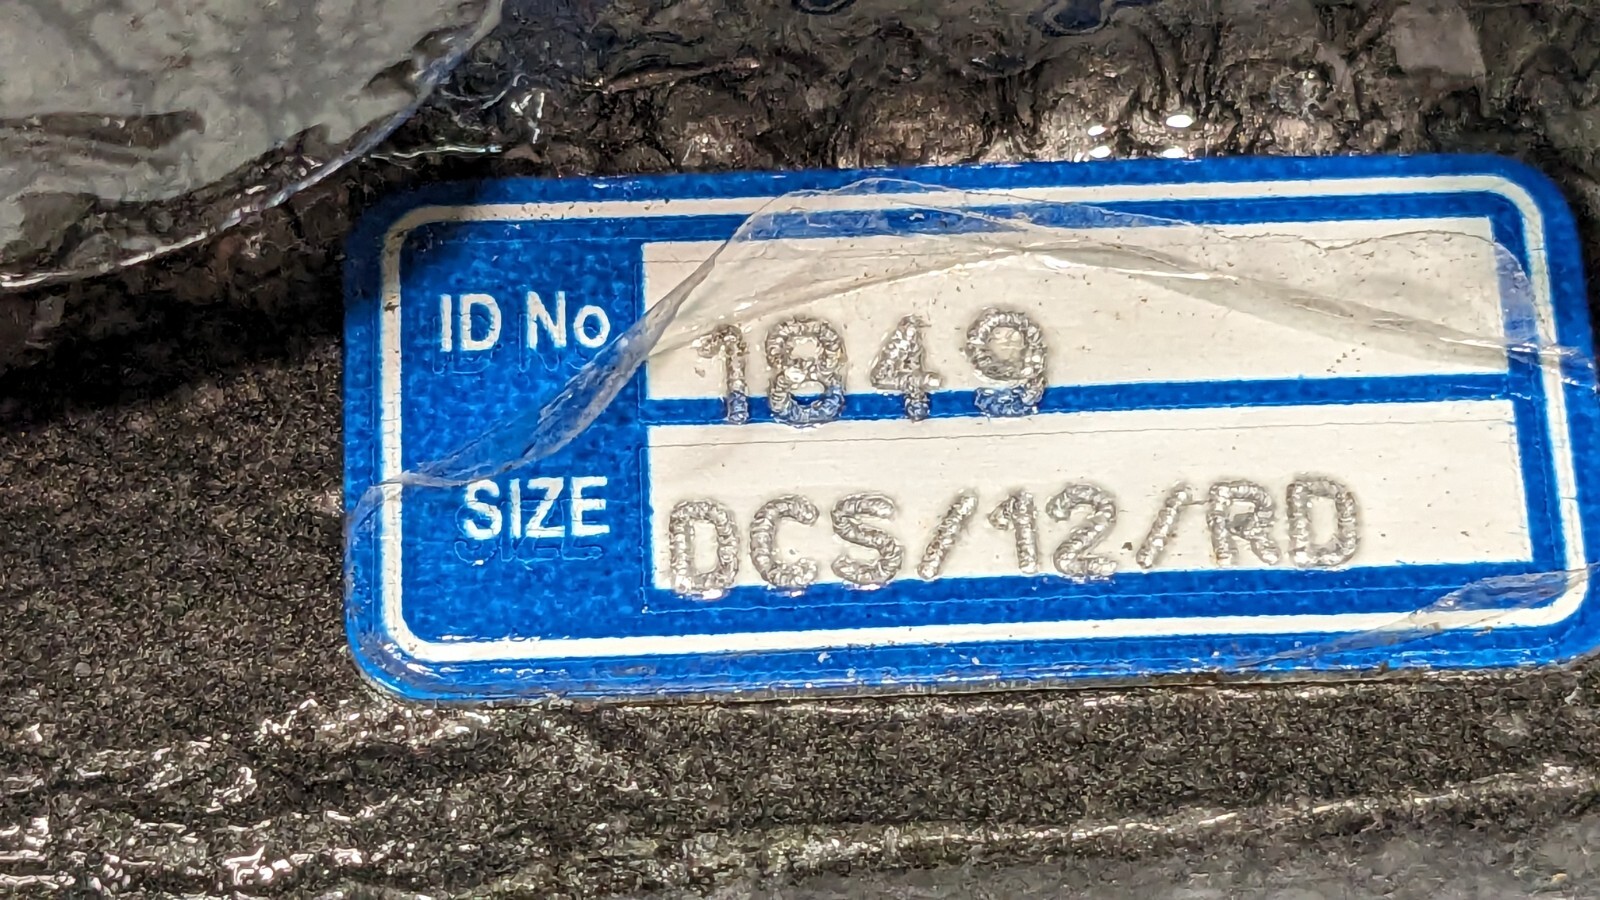 ID No 1849
SIZE DCS/12/RD